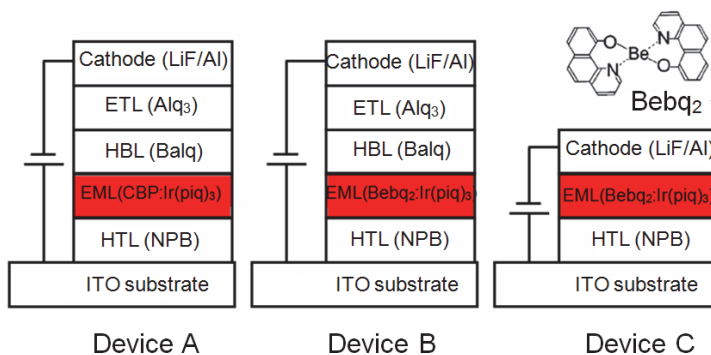 Cathode (LiF/Al)
ETL (Alq3)
HBL (Balq)
EML(CBP:Ir(piq)3)
HTL (NPB)
ITO substrate
Device A
Cathode (LiF/Al)
ETL (Alq3)
HBL (Balq)
EML(Bebq2:Ir(piq)3)
HTL (NPB)
ITO substrate
Device B
N
O
Be
N
O
Bebq2
Cathode (LiF/Al)
EML(Bebq2:Ir(piq)3)
HTL (NPB)
ITO substrate
Device C